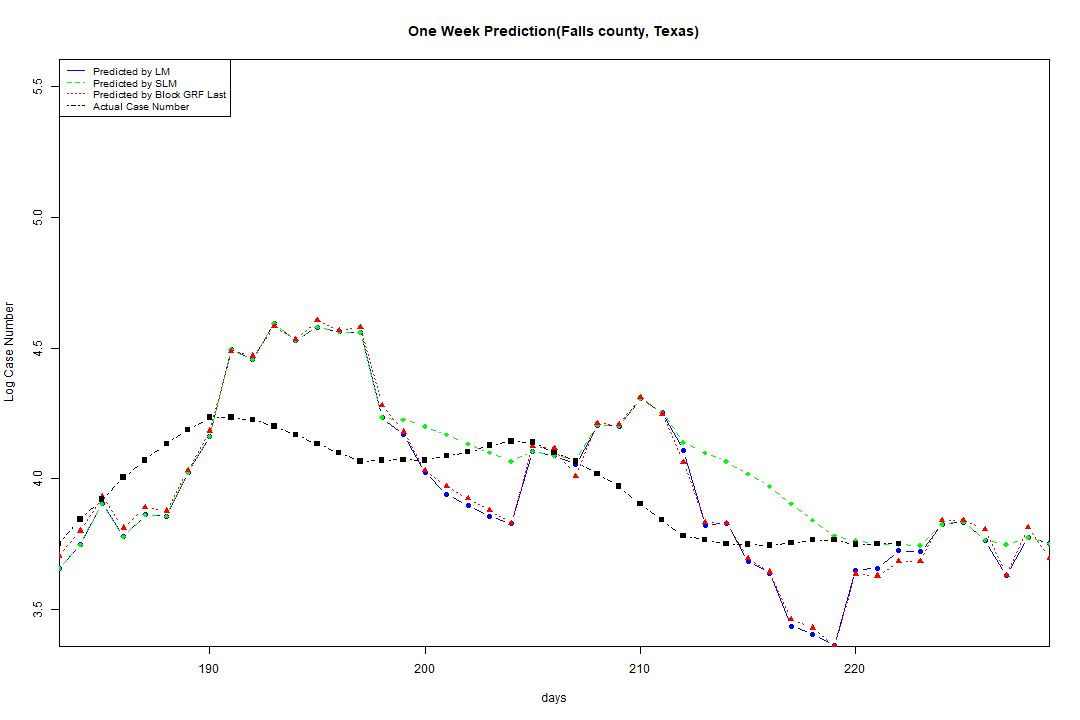 One Week Prediction(Falls county, Texas)
Predicted by LM
Predicted by SLM
Predicted by Block GRF Last
Actual Case Number
5.5
5.0
4.5
4.0
3.5
Log Case Number
190 200 210 220
days